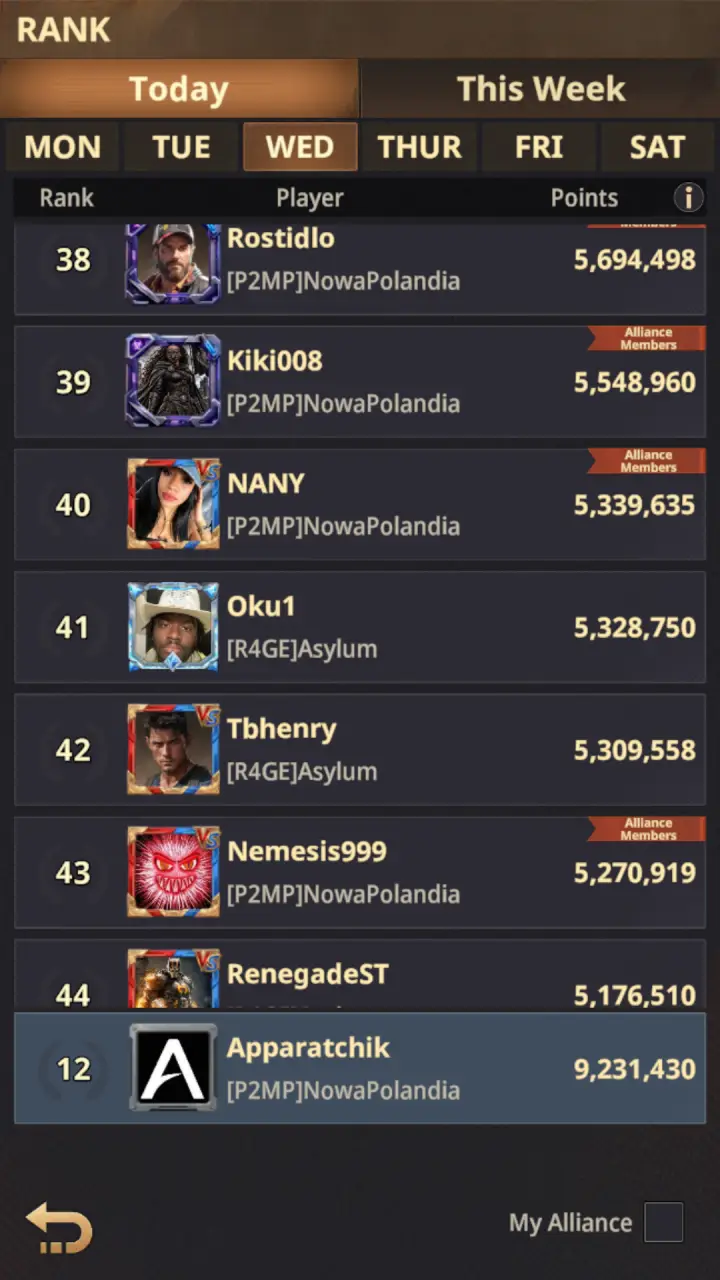 RANK
Today
This Week
MON TUE WED THUR FRI SAT
Rank Player Points i
Members
38 Rostidlo 5,694,498
[P2MP]NowaPolandia
Alliance Members
39 Kiki008 5,548,960
[P2MP]NowaPolandia
Alliance Members
40 NANY 5,339,635
[P2MP]NowaPolandia
41 Oku1 5,328,750
[R4GE]Asylum
VS
42 Tbhenry 5,309,558
[R4GE]Asylum
Alliance Members
43 Nemesis999 5,270,919
[P2MP]NowaPolandia
44 RenegadeST 5,176,510
12 Apparatchik 9,231,430
[P2MP]NowaPolandia
My Alliance